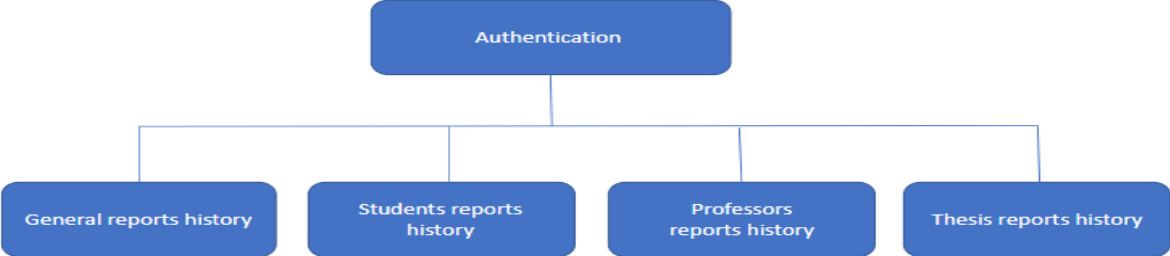 Authentication
General reports history
Students reports
history
Professors
reports history
Thesis reports history